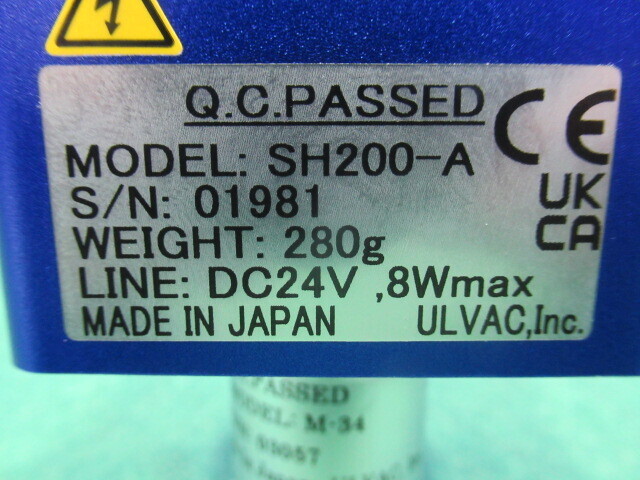 Q.C.PASSED
CE
MODEL: SH200-A
S/N: 01981
UK
CA
WEIGHT: 280g
LINE: DC24V ,8Wmax
MADE IN JAPAN ULVAC,Inc.
PASSED
MODEL: M-34